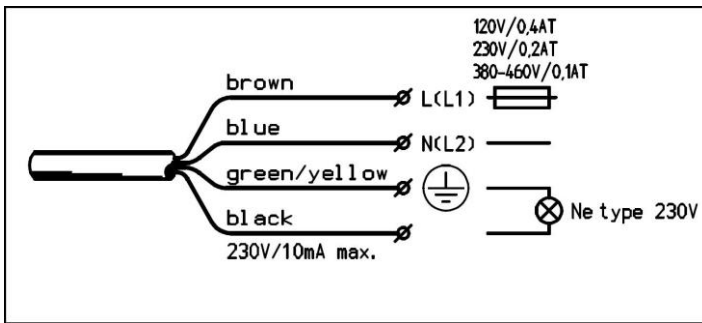 120V/0,4AT
230V/0,2AT
380-460V/0,1AT
brown
L(L1)
blue
N(L2)
green/yellow
black
Ne type 230V
230V/10mA max.